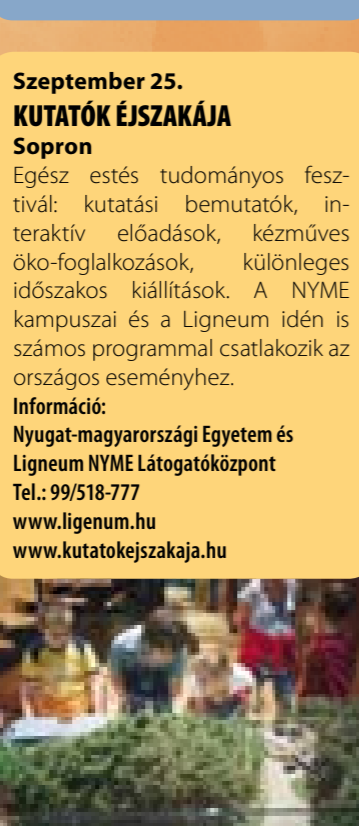 Szeptember 25.
KUTATÓK ÉJSZAKÁJA
Sopron
Egész estés tudományos fesz-
tivál: kutatási bemutatók, in-
teraktív előadások, kézműves
öko-foglalkozások, különleges
időszakos kiállítások. A NYME
kampuszai és a Ligneum idén is
számos programmal csatlakozik az
országos eseményhez.
Információ:
Nyugat-magyarországi Egyetem és
Ligneum NYME Látogatóközpont
Tel.: 99/518-777
www.ligenum.hu
www.kutatokejszakaja.hu